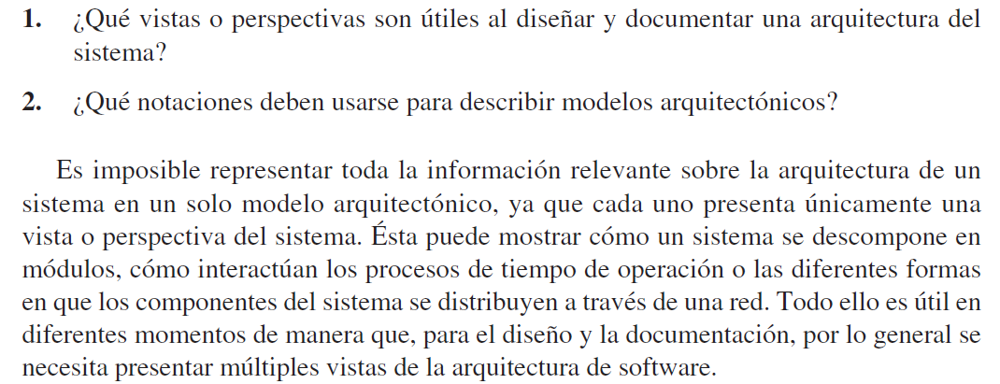 1. ¿Qué vistas o perspectivas son útiles al diseñar y documentar una arquitectura del
sistema?
2. ¿Qué notaciones deben usarse para describir modelos arquitectónicos?
Es imposible representar toda la información relevante sobre la arquitectura de un
sistema en un solo modelo arquitectónico, ya que cada uno presenta únicamente una
vista o perspectiva del sistema. Ésta puede mostrar cómo un sistema se descompone en
módulos, cómo interactúan los procesos de tiempo de operación o las diferentes formas
en que los componentes del sistema se distribuyen a través de una red. Todo ello es útil en
diferentes momentos de manera que, para el diseño y la documentación, por lo general se
necesita presentar múltiples vistas de la arquitectura de software.